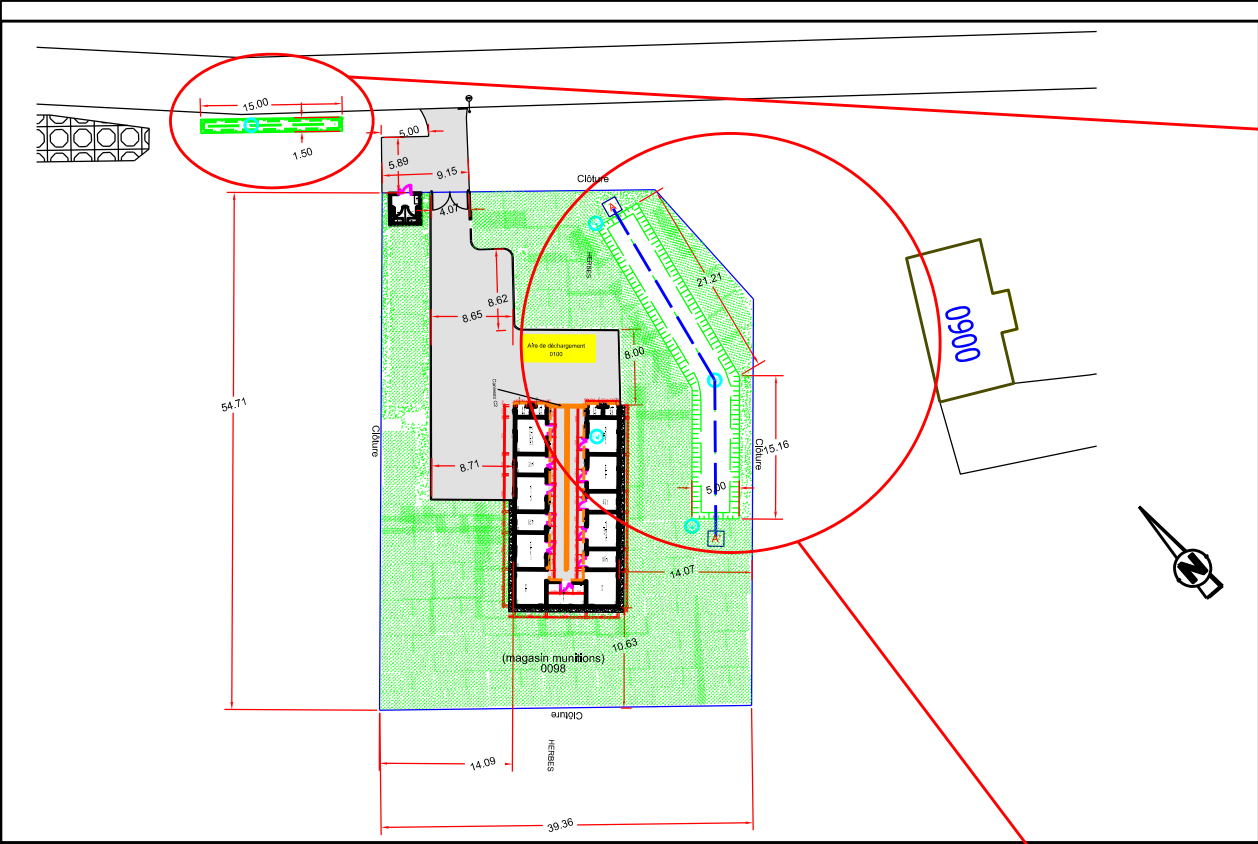 15.00
1.50
5.00
5.89
9.15
Clôture
4.07
HERBES
21.21
8.62
8.65
Aîre de déchargement
0100
8.00
0900
54.71
Clôture
Clôture
15.16
8.71
5.00
A
A
14.07
10.63
(magasin munitions)
0098
Clôture
HERBES
14.09
39.36
N